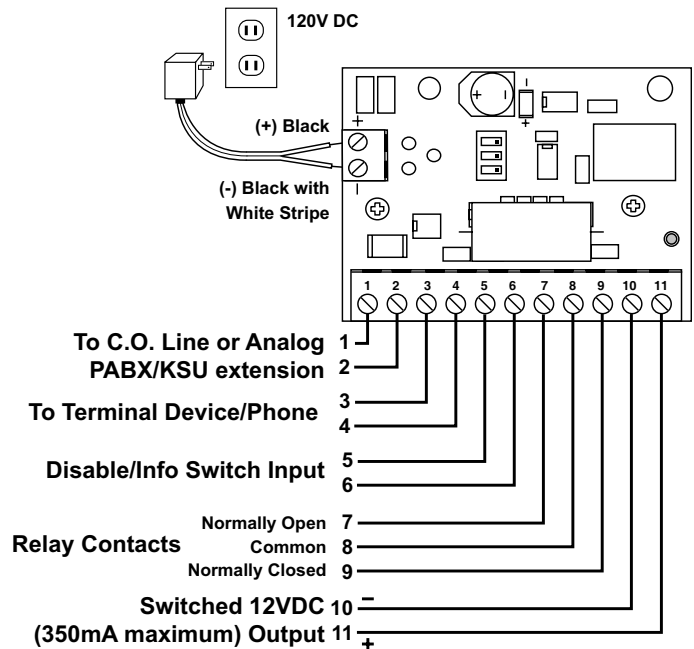 120V DC
(+) Black
(-) Black with
White Stripe
+
–
+ –
–
+
1 2 3 4 5 6 7 8 9 10 11
To C.O. Line or Analog 1
PABX/KSU extension 2
To Terminal Device/Phone 3
4
Disable/Info Switch Input 5
6
Relay Contacts
Normally Open 7
Common 8
Normally Closed 9
Switched 12VDC 10 –
(350mA maximum) Output 11 +